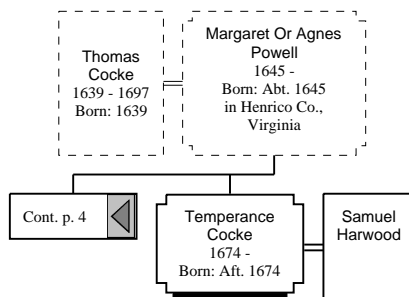 Thomas
Cocke
1639 - 1697
Born: 1639
Margaret Or Agnes
Powell
1645 -
Born: Abt. 1645
in Henrico Co.,
Virginia
Cont. p. 4
Temperance
Cocke
1674 -
Born: Aft. 1674
Samuel
Harwood